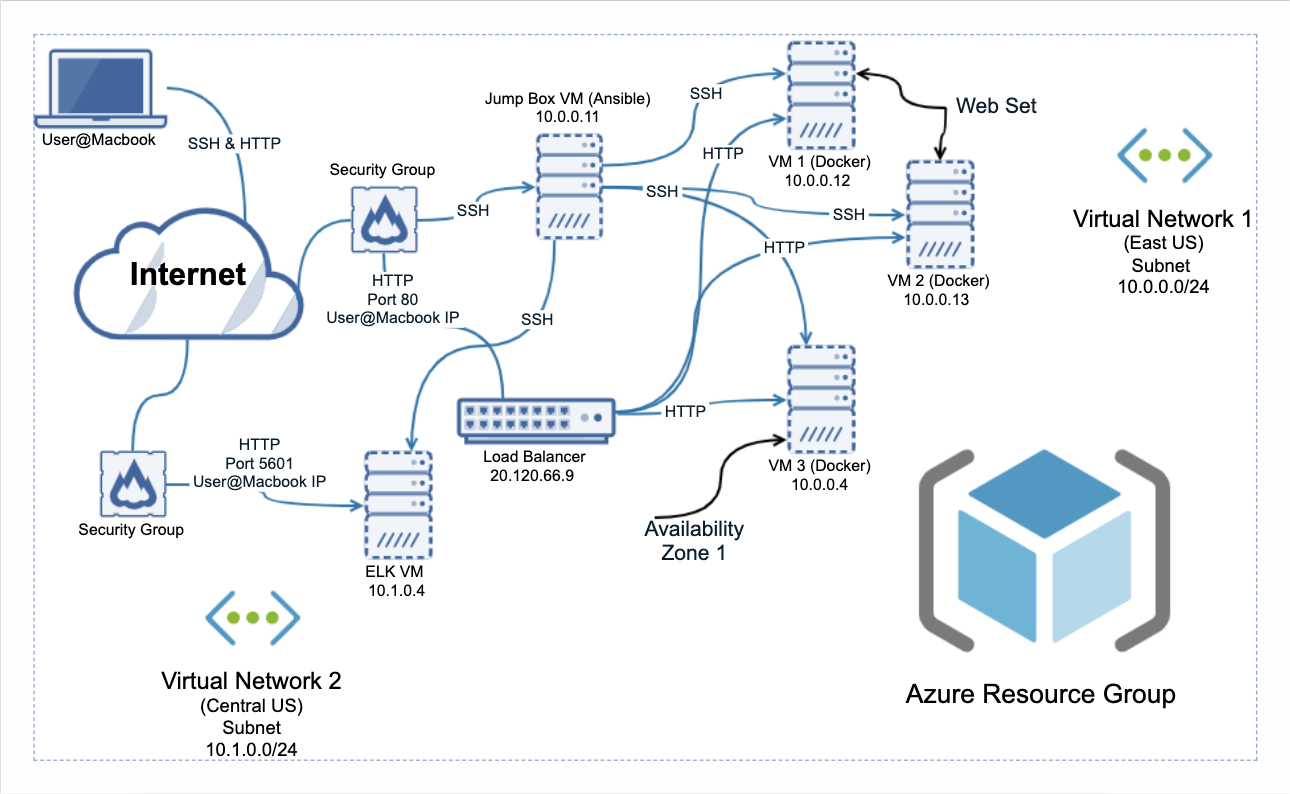 User@Macbook
SSH & HTTP
Internet
Security Group
HTTP
Port 80
User@Macbook IP
SSH
Jump Box VM (Ansible)
10.0.0.11
SSH
HTTP
SSH
SSH
HTTP
SSH
HTTP
VM 1 (Docker)
10.0.0.12
Web Set
VM 2 (Docker)
10.0.0.13
Virtual Network 1
(East US)
Subnet
10.0.0.0/24
Load Balancer
20.120.66.9
VM 3 (Docker)
10.0.0.4
Availability
Zone 1
HTTP
Port 5601
User@Macbook IP
Security Group
ELK VM
10.1.0.4
Virtual Network 2
(Central US)
Subnet
10.1.0.0/24
Azure Resource Group